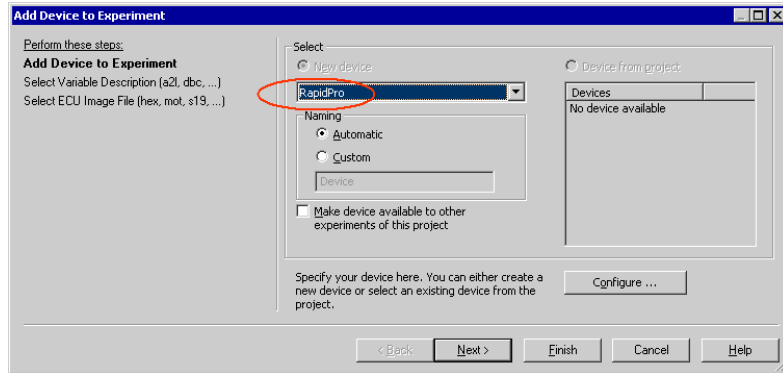 Add Device to Experiment
Perform these steps:
Add Device to Experiment
Select Variable Description (a2l, dbc, ...)
Select ECU Image File (hex, mot, s19, ...)
Select
New device
RapidPro
Naming
Automatic
Custom
Device
Make device available to other
experiments of this project
Device from project
Devices
No device available
Specify your device here. You can either create a
new device or select an existing device from the
project.
Configure ...
< Back
Next >
Finish
Cancel
Help